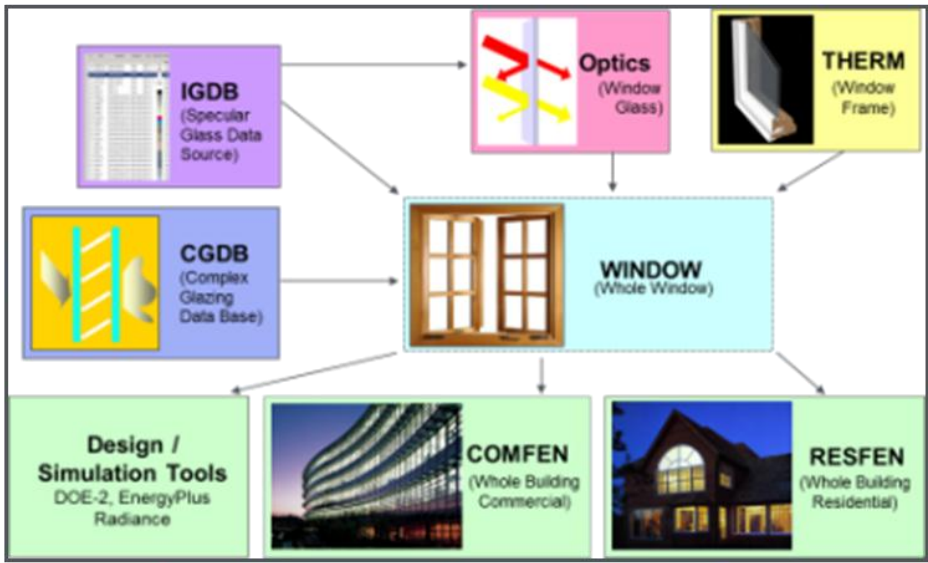 IGDB
(Specular
Glass Data
Source)
Optics
(Window
Glass)
THERM
(Window
Frame)
CGDB
(Complex
Glazing
Data Base)
WINDOW
(Whole Window)
Design /
Simulation Tools
DOE-2, EnergyPlus
Radiance
COMFEN
(Whole Building
Commercial)
RESFEN
(Whole Building
Residential)